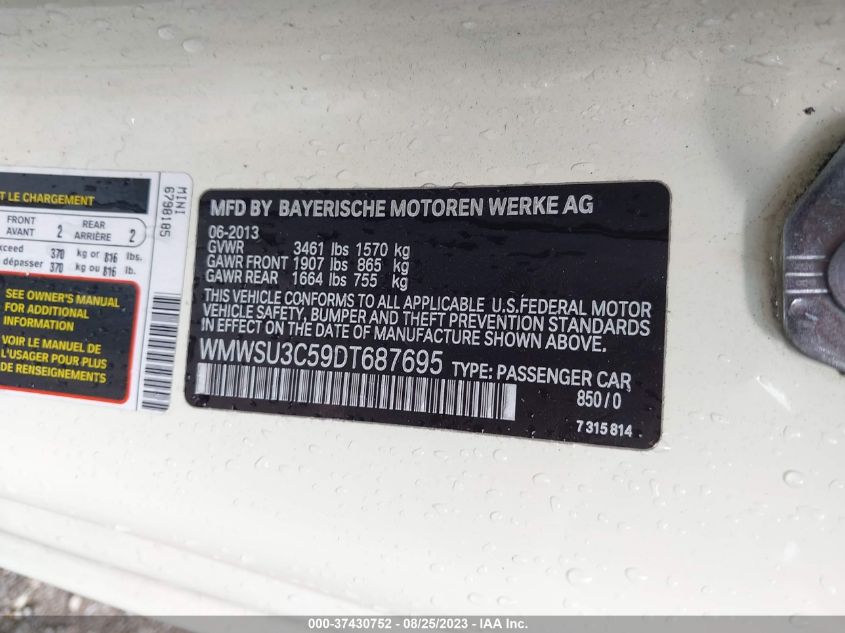 T LE CHARGEMENT
FRONT
AVANT 2 REAR
ARRIÈRE 2
xceed 370 kg or 816 lbs.
dépasser 370 kg ou 816 lb.
SEE OWNER'S MANUAL
FOR ADDITIONAL
INFORMATION
VOIR LE MANUEL DE
L'USAGER POUR PLUS
DE RENSEIGNEMENTS
MINI
6798185
MFD BY BAYERISCHE MOTOREN WERKE AG
06-2013
GVWR 3461 lbs 1570 kg
GAWR FRONT 1907 lbs 865 kg
GAWR REAR 1664 lbs 755 kg
THIS VEHICLE CONFORMS TO ALL APPLICABLE U.S.FEDERAL MOTOR
VEHICLE SAFETY, BUMPER AND THEFT PREVENTION STANDARDS
IN EFFECT ON THE DATE OF MANUFACTURE SHOWN ABOVE.
WMWSU3C59DT687695 TYPE: PASSENGER CAR
850/0
7 315 814
000-37430752 - 08/25/2023 - IAA Inc.